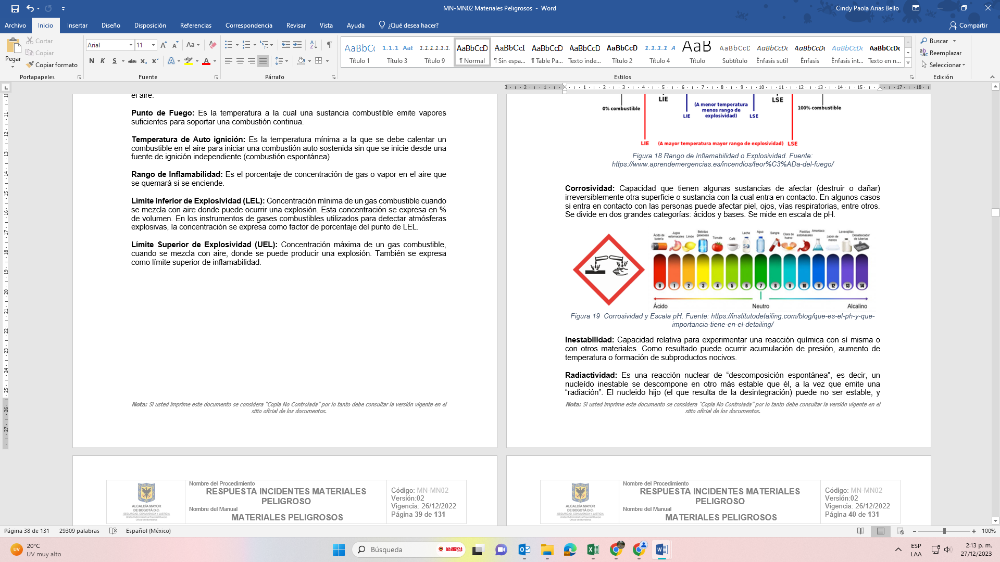 MN-MN02 Materiales Peligrosos - Word
Cindy Paola Arias Bello
Archivo
Inicio
Insertar
Diseño
Disposición
Referencias
Correspondencia
Revisar
Vista
Ayuda
¿Qué desea hacer?
Compartir
Pegar
Cortar
Copiar
Copiar formato
Portapapeles
Arial
11
Fuente
Párrafo
AaBbCc AaBbCcD AaBbCcD AaBbCcI AaBbCcD AaBbCcD AaBbCcD
Título 1
Título 3
Título 9
¶ Normal
¶ Sin espa...
¶ Table Pa...
Texto inde...
Título 2
Título 4
Título
Subtítulo
Énfasis sutil
Énfasis
Énfasis int...
Texto en n...
Estilos
Buscar
Reemplazar
Seleccionar
Edición
el aire.
Punto de Fuego: Es la temperatura a la cual una sustancia combustible emite vapores
suficientes para soportar una combustión continua.
Temperatura de Auto ignición: Es la temperatura mínima a la que se debe calentar un
combustible en el aire para iniciar una combustión auto sostenida sin que se inicie desde una
fuente de ignición independiente (combustión espontánea)
Rango de Inflamabilidad: Es el porcentaje de concentración de gas o vapor en el aire que
se quemará si se enciende.
Límite inferior de Explosividad (LEL): Concentración mínima de un gas combustible cuando
se mezcla con aire donde puede ocurrir una explosión. Esta concentración se expresa en %
de volumen. En los instrumentos de gases combustibles utilizados para detectar atmósferas
explosivas, la concentración se expresa como factor de porcentaje del punto de LEL.
Límite Superior de Explosividad (UEL): Concentración máxima de un gas combustible,
cuando se mezcla con aire, donde se puede producir una explosión. También se expresa
como límite superior de inflamabilidad.
Nota: Si usted imprime este documento se considera "Copia No Controlada" por lo tanto debe consultar la versión vigente en el
sitio oficial de los documentos.
LIE
LSE
0% combustible
(A menor temperatura
menos rango de
explosividad)
100% combustible
LIE
LSE
LIE (A mayor temperatura mayor rango de explosividad) LSE
Figura 18 Rango de Inflamabilidad o Explosividad. Fuente:
https://www.aprendemergencias.es/incendios/teor%C3%ADa-del-fuego/
Corrosividad: Capacidad que tienen algunas sustancias de afectar (destruir o dañar)
irreversiblemente otra superficie o sustancia con la cual entra en contacto. En algunos casos
si entra en contacto con las personas puede afectar piel, ojos, vías respiratorias, entre otros.
Se divide en dos grandes categorías: ácidos y bases. Se mide en escala de pH.
Ácido de batería
Jugos estomacales
Limón
Bebidas gaseosas
Tomate
Café
Leche
Agua
Sangre
Clara de huevo
Pastillas estomacales
Amoniaco
Jabón de manos
Lavavajillas
Desatascador de tuberías
0 1 2 3 4 5 6 7 8 9 10 11 12 13 14
Ácido
Neutro
Alcalino
Figura 19 Corrosividad y Escala pH. Fuente: https://institutodetailing.com/blog/que-es-el-ph-y-que-
importancia-tiene-en-el-detailing/
Inestabilidad: Capacidad relativa para experimentar una reacción química con sí misma o
con otros materiales. Como resultado puede ocurrir acumulación de presión, aumento de
temperatura o formación de subproductos nocivos.
Radiactividad: Es una reacción nuclear de “descomposición espontánea”, es decir, un
nucleído inestable se descompone en otro más estable que él, a la vez que emite una
“radiación”. El nucleido hijo (el que resulta de la desintegración) puede no ser estable, y
Nota: Si usted imprime este documento se considera "Copia No Controlada" por lo tanto debe consultar la versión vigente en el
sitio oficial de los documentos.
ALCALDÍA MAYOR
DE BOGOTÁ D.C.
SEGURIDAD, CONVIVENCIA Y JUSTICIA
Unidad Administrativa Especial Cuerpo
Oficial de Bomberos
Nombre del Procedimiento
RESPUESTA INCIDENTES MATERIALES
PELIGROSO
Nombre del Manual
MATERIALES PELIGROSOS
Código: MN-MN02
Versión:02
Vigencia: 26/12/2022
Página 39 de 131
ALCALDÍA MAYOR
DE BOGOTÁ D.C.
SEGURIDAD, CONVIVENCIA Y JUSTICIA
Unidad Administrativa Especial Cuerpo
Oficial de Bomberos
Nombre del Procedimiento
RESPUESTA INCIDENTES MATERIALES
PELIGROSO
Nombre del Manual
MATERIALES PELIGROSOS
Código: MN-MN02
Versión:02
Vigencia: 26/12/2022
Página 40 de 131
Página 38 de 131
29309 palabras
Español (México)
100%
UV
20°C
UV muy alto
Búsqueda
BOMBEROS
ESP
LAA
2:13 p. m.
27/12/2023